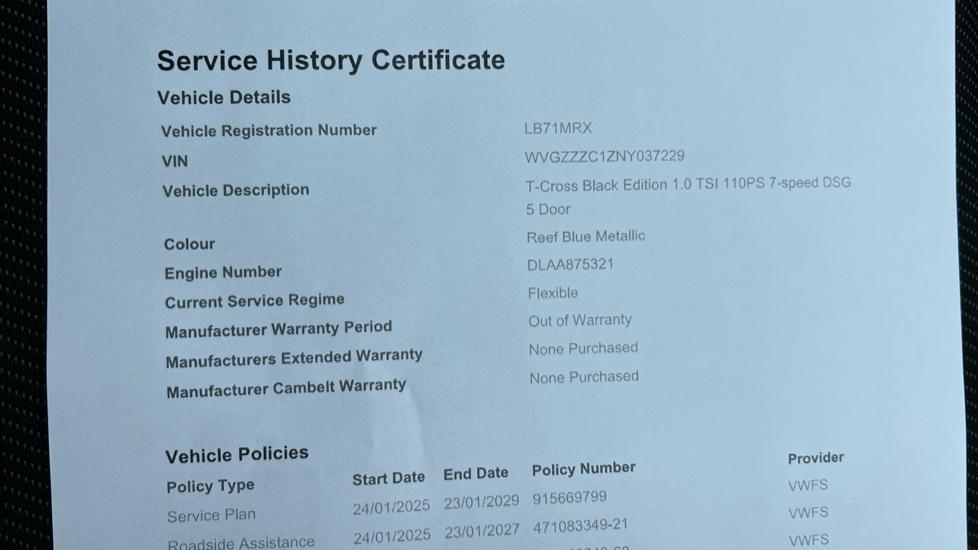 Service History Certificate
Vehicle Details
Vehicle Registration Number LB71MRX
VIN WVGZZZC1ZNY037229
Vehicle Description T-Cross Black Edition 1.0 TSI 110PS 7-speed DSG
5 Door
Colour Reef Blue Metallic
Engine Number DLAA875321
Current Service Regime Flexible
Manufacturer Warranty Period Out of Warranty
Manufacturers Extended Warranty None Purchased
Manufacturer Cambelt Warranty None Purchased
Vehicle Policies
Policy Type Start Date End Date Policy Number Provider
Service Plan 24/01/2025 23/01/2029 915669799 VWFS
Roadside Assistance 24/01/2025 23/01/2027 471083349-21 VWFS
VWFS